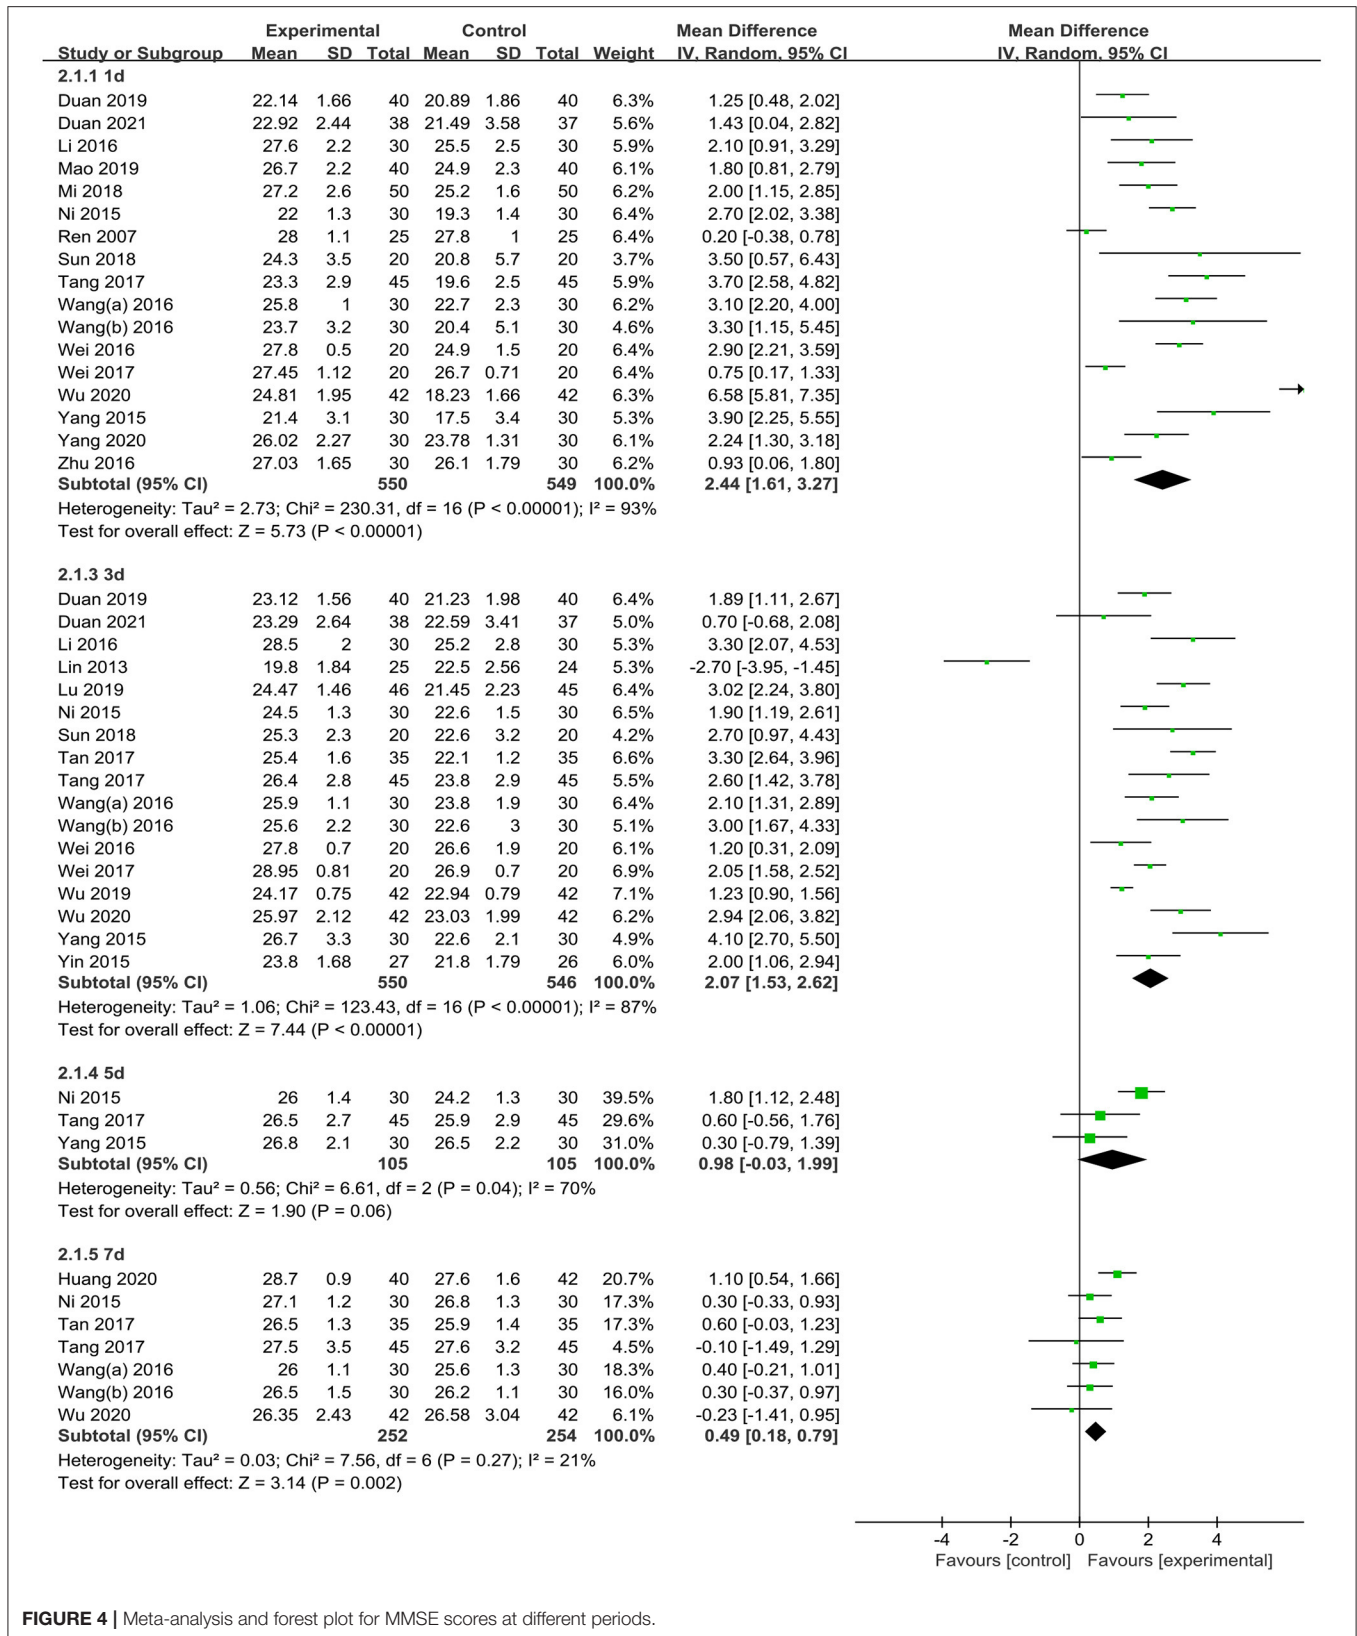 Experimental Control Mean Difference Mean Difference
Study or Subgroup Mean SD Total Mean SD Total Weight IV, Random, 95% CI IV, Random, 95% CI
2.1.1 1d
Duan 2019 22.14 1.66 40 20.89 1.86 40 6.3% 1.25 [0.48, 2.02]
Duan 2021 22.92 2.44 38 21.49 3.58 37 5.6% 1.43 [0.04, 2.82]
Li 2016 27.6 2.2 30 25.5 2.5 30 5.9% 2.10 [0.91, 3.29]
Mao 2019 26.7 2.2 40 24.9 2.3 40 6.1% 1.80 [0.81, 2.79]
Mi 2018 27.2 2.6 50 25.2 1.6 50 6.2% 2.00 [1.15, 2.85]
Ni 2015 22 1.3 30 19.3 1.4 30 6.4% 2.70 [2.02, 3.38]
Ren 2007 28 1.1 25 27.8 1 25 6.4% 0.20 [-0.38, 0.78]
Sun 2018 24.3 3.5 20 20.8 5.7 20 3.7% 3.50 [0.57, 6.43]
Tang 2017 23.3 2.9 45 19.6 2.5 45 5.9% 3.70 [2.58, 4.82]
Wang(a) 2016 25.8 1 30 22.7 2.3 30 6.2% 3.10 [2.20, 4.00]
Wang(b) 2016 23.7 3.2 30 20.4 5.1 30 4.6% 3.30 [1.15, 5.45]
Wei 2016 27.8 0.5 20 24.9 1.5 20 6.4% 2.90 [2.21, 3.59]
Wei 2017 27.45 1.12 20 26.7 0.71 20 6.4% 0.75 [0.17, 1.33]
Wu 2020 24.81 1.95 42 18.23 1.66 42 6.3% 6.58 [5.81, 7.35]
Yang 2015 21.4 3.1 30 17.5 3.4 30 5.3% 3.90 [2.25, 5.55]
Yang 2020 26.02 2.27 30 23.78 1.31 30 6.1% 2.24 [1.30, 3.18]
Zhu 2016 27.03 1.65 30 26.1 1.79 30 6.2% 0.93 [0.06, 1.80]
Subtotal (95% CI) 550 549 100.0% 2.44 [1.61, 3.27]
Heterogeneity: Tau² = 2.73; Chi² = 230.31, df = 16 (P < 0.00001); I² = 93%
Test for overall effect: Z = 5.73 (P < 0.00001)
2.1.3 3d
Duan 2019 23.12 1.56 40 21.23 1.98 40 6.4% 1.89 [1.11, 2.67]
Duan 2021 23.29 2.64 38 22.59 3.41 37 5.0% 0.70 [-0.68, 2.08]
Li 2016 28.5 2 30 25.2 2.8 30 5.3% 3.30 [2.07, 4.53]
Lin 2013 19.8 1.84 25 22.5 2.56 24 5.3% -2.70 [-3.95, -1.45]
Lu 2019 24.47 1.46 46 21.45 2.23 45 6.4% 3.02 [2.24, 3.80]
Ni 2015 24.5 1.3 30 22.6 1.5 30 6.5% 1.90 [1.19, 2.61]
Sun 2018 25.3 2.3 20 22.6 3.2 20 4.2% 2.70 [0.97, 4.43]
Tan 2017 25.4 1.6 35 22.1 1.2 35 6.6% 3.30 [2.64, 3.96]
Tang 2017 26.4 2.8 45 23.8 2.9 45 5.5% 2.60 [1.42, 3.78]
Wang(a) 2016 25.9 1.1 30 23.8 1.9 30 6.4% 2.10 [1.31, 2.89]
Wang(b) 2016 25.6 2.2 30 22.6 3 30 5.1% 3.00 [1.67, 4.33]
Wei 2016 27.8 0.7 20 26.6 1.9 20 6.1% 1.20 [0.31, 2.09]
Wei 2017 28.95 0.81 20 26.9 0.7 20 6.9% 2.05 [1.58, 2.52]
Wu 2019 24.17 0.75 42 22.94 0.79 42 7.1% 1.23 [0.90, 1.56]
Wu 2020 25.97 2.12 42 23.03 1.99 42 6.2% 2.94 [2.06, 3.82]
Yang 2015 26.7 3.3 30 22.6 2.1 30 4.9% 4.10 [2.70, 5.50]
Yin 2015 23.8 1.68 27 21.8 1.79 26 6.0% 2.00 [1.06, 2.94]
Subtotal (95% CI) 550 546 100.0% 2.07 [1.53, 2.62]
Heterogeneity: Tau² = 1.06; Chi² = 123.43, df = 16 (P < 0.00001); I² = 87%
Test for overall effect: Z = 7.44 (P < 0.00001)
2.1.4 5d
Ni 2015 26 1.4 30 24.2 1.3 30 39.5% 1.80 [1.12, 2.48]
Tang 2017 26.5 2.7 45 25.9 2.9 45 29.6% 0.60 [-0.56, 1.76]
Yang 2015 26.8 2.1 30 26.5 2.2 30 31.0% 0.30 [-0.79, 1.39]
Subtotal (95% CI) 105 105 100.0% 0.98 [-0.03, 1.99]
Heterogeneity: Tau² = 0.56; Chi² = 6.61, df = 2 (P = 0.04); I² = 70%
Test for overall effect: Z = 1.90 (P = 0.06)
2.1.5 7d
Huang 2020 28.7 0.9 40 27.6 1.6 42 20.7% 1.10 [0.54, 1.66]
Ni 2015 27.1 1.2 30 26.8 1.3 30 17.3% 0.30 [-0.33, 0.93]
Tan 2017 26.5 1.3 35 25.9 1.4 35 17.3% 0.60 [-0.03, 1.23]
Tang 2017 27.5 3.5 45 27.6 3.2 45 4.5% -0.10 [-1.49, 1.29]
Wang(a) 2016 26 1.1 30 25.6 1.3 30 18.3% 0.40 [-0.21, 1.01]
Wang(b) 2016 26.5 1.5 30 26.2 1.1 30 16.0% 0.30 [-0.37, 0.97]
Wu 2020 26.35 2.43 42 26.58 3.04 42 6.1% -0.23 [-1.41, 0.95]
Subtotal (95% CI) 252 254 100.0% 0.49 [0.18, 0.79]
Heterogeneity: Tau² = 0.03; Chi² = 7.56, df = 6 (P = 0.27); I² = 21%
Test for overall effect: Z = 3.14 (P = 0.002)
-4 -2 0 2 4
Favours [control] Favours [experimental]
FIGURE 4 | Meta-analysis and forest plot for MMSE scores at different periods.